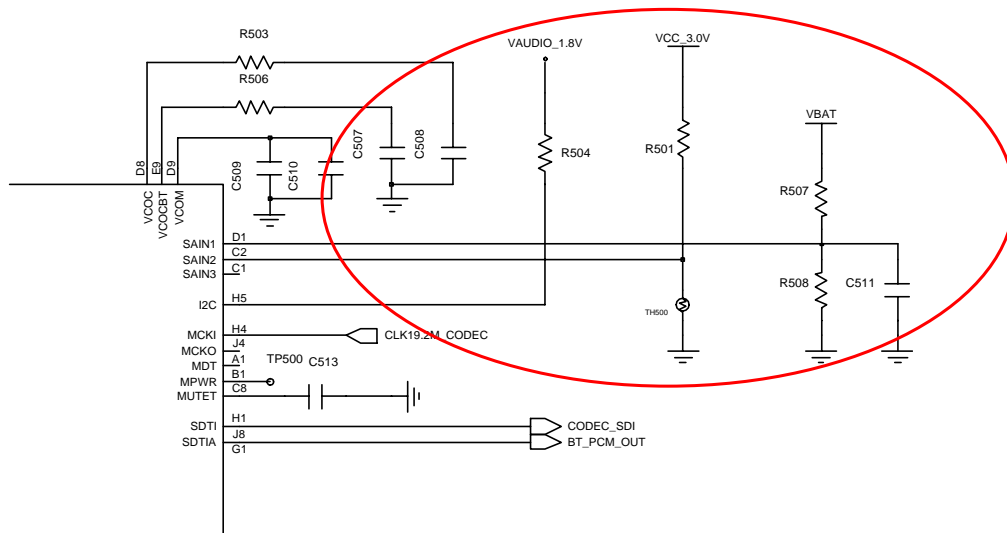 R503
VAUDIO_1.8V
VCC_3.0V
R506
VBAT
C507
C508
R504
R501
C509
C510
D8
E9
D9
R507
VCOC
VCOCBT
VCOM
SAIN1
D1
SAIN2
C2
SAIN3
C1
R508
C511
I2C
H5
TH500
MCKI
H4
CLK19.2M_CODEC
MCKO
J4
MDT
A1
TP500
C513
MPWR
B1
MUTET
C8
SDTI
H1
CODEC_SDI
SDTIA
J8
BT_PCM_OUT
G1